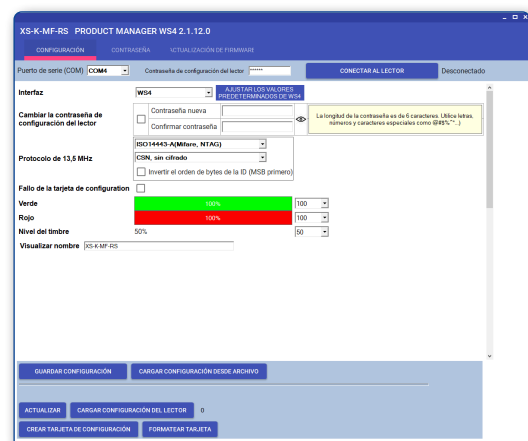 XS-K-MF-RS PRODUCT MANAGER WS4 2.1.12.0
CONFIGURACIÓN CONTRASEÑA ACTUALIZACIÓN DE FIRMWARE
Puerto de serie (COM) COM4 Contraseña de configuración del lector ****** CONECTAR AL LECTOR Desconectado
Interfaz WS4 AJUSTAR LOS VALORES
PREDETERMINADOS DE WS4
Cambiar la contraseña de
configuración del lector
Contraseña nueva
Confirmar contraseña
La longitud de la contraseña es de 6 caracteres. Utilice letras,
números y caracteres especiales como @#$%^*...)
Protocolo de 13,5 MHz
ISO14443-A(Mifare, NTAG)
CSN, sin cifrado
Invertir el orden de bytes de la ID (MSB primero)
Fallo de la tarjeta de configuration
Verde 100% 100
Rojo 100% 100
Nivel del timbre 50% 50
Visualizar nombre XS-K-MF-RS
GUARDAR CONFIGURACIÓN CARGAR CONFIGURACIÓN DESDE ARCHIVO
ACTUALIZAR CARGAR CONFIGURACIÓN DEL LECTOR 0
CREAR TARJETA DE CONFIGURACIÓN FORMATEAR TARJETA